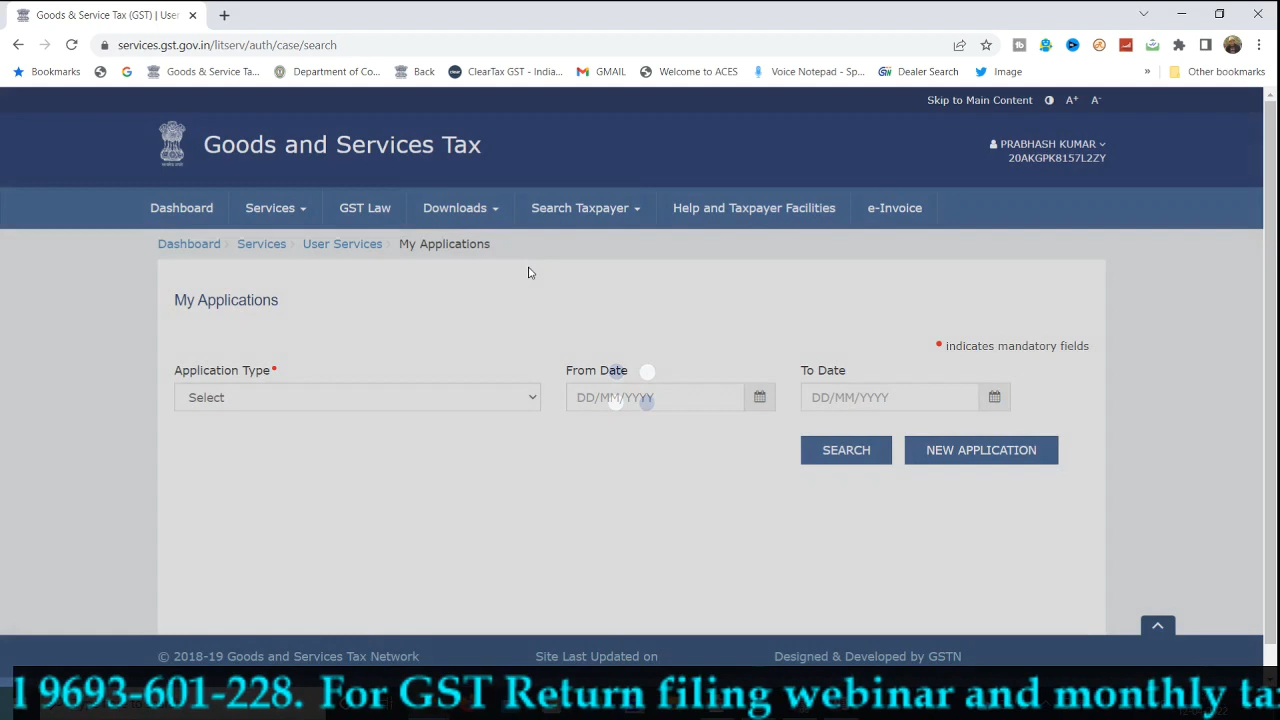 Goods & Service Tax (GST) | User
services.gst.gov.in/litserv/auth/case/search
Bookmarks Goods & Service Ta... Department of Co... Back ClearTax GST - India... GMAIL Welcome to ACES Voice Notepad - Sp... Dealer Search Image » Other bookmarks
Skip to Main Content A+ A-
Goods and Services Tax
PRABHASH KUMAR
20AKGPK8157L2ZY
Dashboard Services GST Law Downloads Search Taxpayer Help and Taxpayer Facilities e-Invoice
Dashboard › Services › User Services › My Applications
My Applications
• indicates mandatory fields
Application Type• From Date To Date
Select DD/MM/YYYY DD/MM/YYYY
SEARCH NEW APPLICATION
© 2018-19 Goods and Services Tax Network Site Last Updated on Designed & Developed by GSTN
l 9693-601-228. For GST Return filing webinar and monthly ta